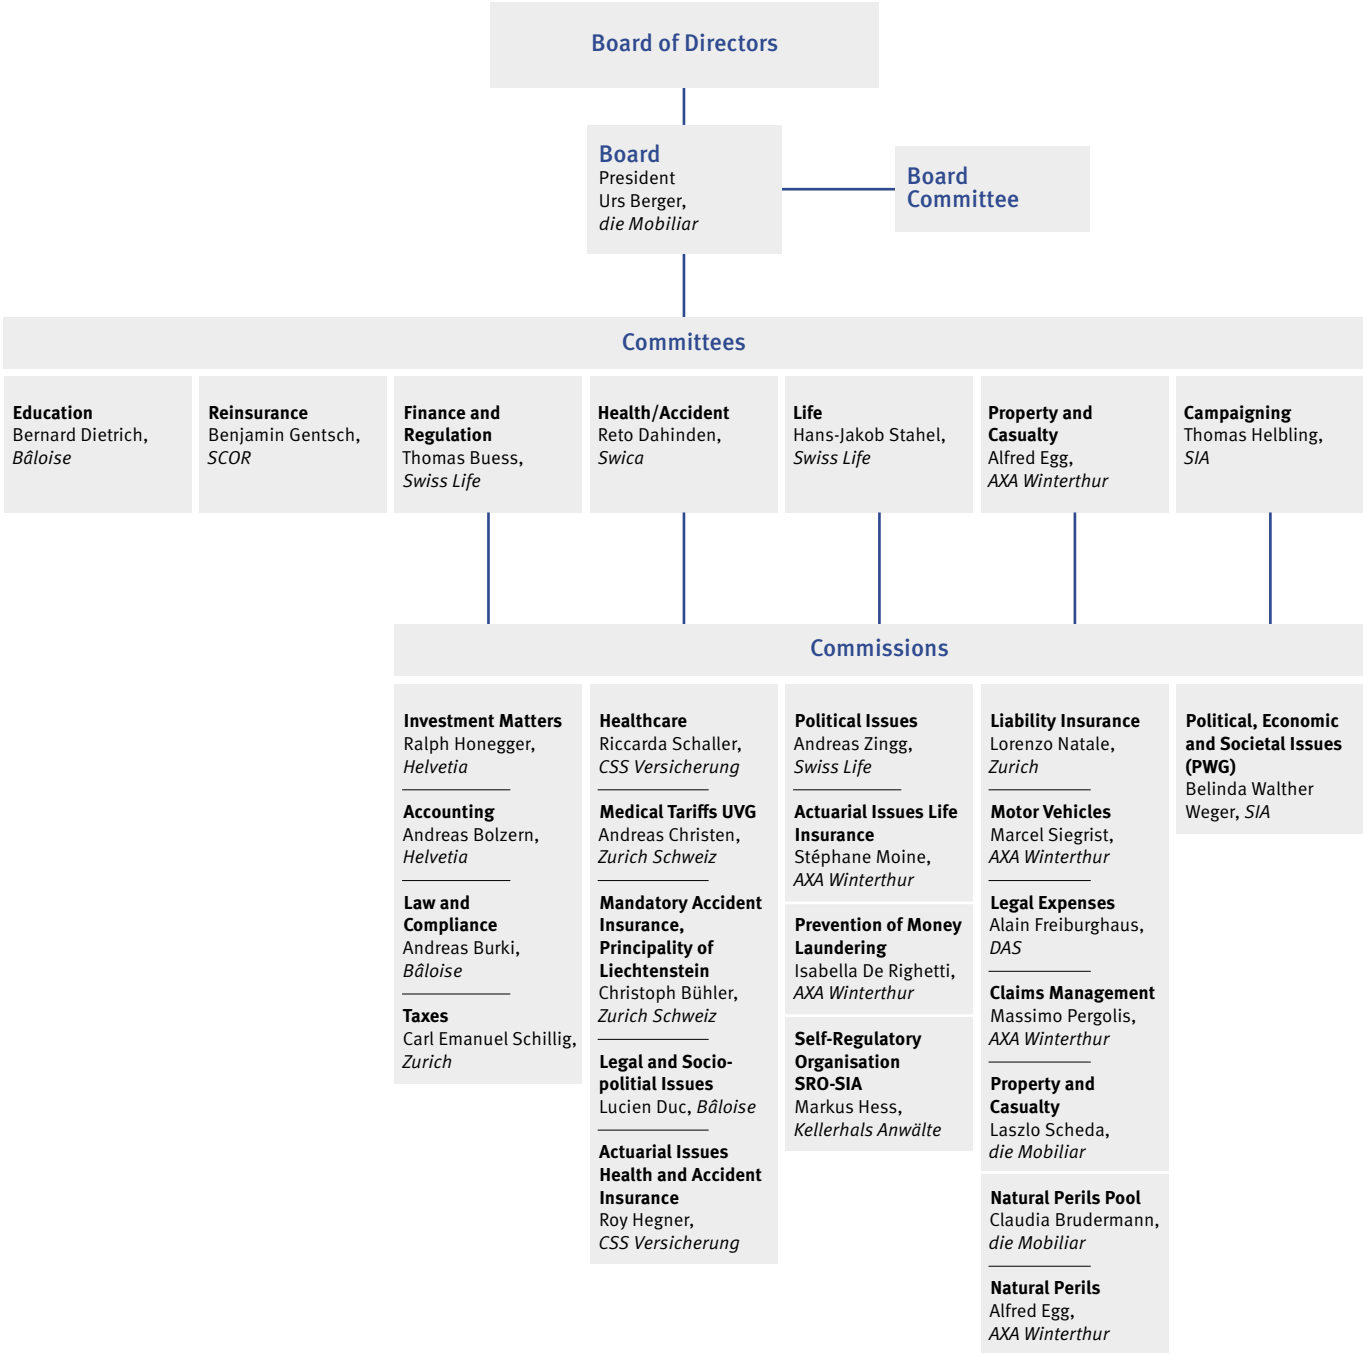 Board of Directors
Board
President
Urs Berger,
die Mobiliar
Board
Committee
Committees
Education
Bernard Dietrich,
Bâloise
Reinsurance
Benjamin Gentsch,
SCOR
Finance and
Regulation
Thomas Buess,
Swiss Life
Health/Accident
Reto Dahinden,
Swica
Life
Hans-Jakob Stahel,
Swiss Life
Property and
Casualty
Alfred Egg,
AXA Winterthur
Campaigning
Thomas Helbling,
SIA
Commissions
Investment Matters
Ralph Honegger,
Helvetia
Accounting
Andreas Bolzern,
Helvetia
Law and
Compliance
Andreas Burki,
Bâloise
Taxes
Carl Emanuel Schillig,
Zurich
Healthcare
Riccarda Schaller,
CSS Versicherung
Medical Tariffs UVG
Andreas Christen,
Zurich Schweiz
Mandatory Accident
Insurance,
Principality of
Liechtenstein
Christoph Bühler,
Zurich Schweiz
Legal and Socio-
politial Issues
Lucien Duc, Bâloise
Actuarial Issues
Health and Accident
Insurance
Roy Hegner,
CSS Versicherung
Political Issues
Andreas Zingg,
Swiss Life
Actuarial Issues Life
Insurance
Stéphane Moine,
AXA Winterthur
Prevention of Money
Laundering
Isabella De Righetti,
AXA Winterthur
Self-Regulatory
Organisation
SRO-SIA
Markus Hess,
Kellerhals Anwälte
Liability Insurance
Lorenzo Natale,
Zurich
Motor Vehicles
Marcel Siegrist,
AXA Winterthur
Legal Expenses
Alain Freiburghaus,
DAS
Claims Management
Massimo Pergolis,
AXA Winterthur
Property and
Casualty
Laszlo Scheda,
die Mobiliar
Natural Perils Pool
Claudia Brudermann,
die Mobiliar
Natural Perils
Alfred Egg,
AXA Winterthur
Political, Economic
and Societal Issues
(PWG)
Belinda Walther
Weger, SIA